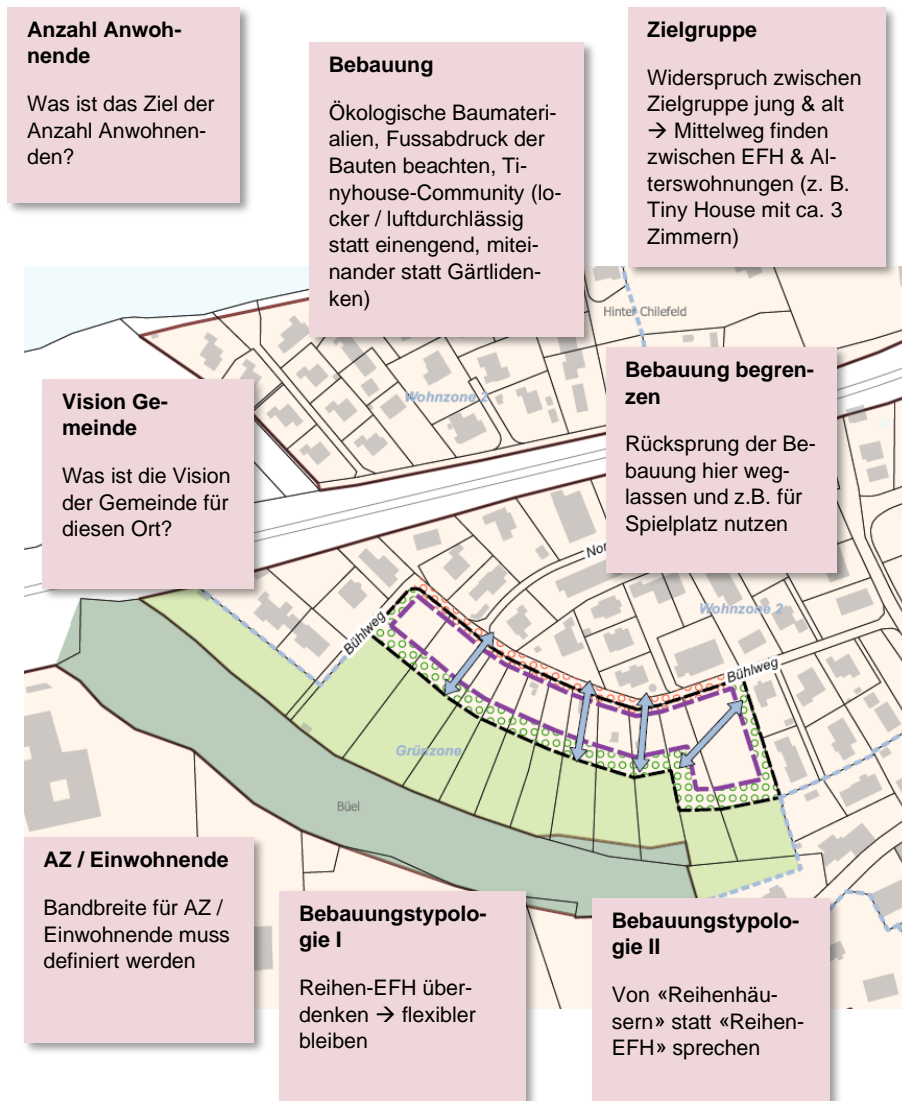 Anzahl Anwoh-
nende
Was ist das Ziel der
Anzahl Anwohnen-
den?
Bebauung
Ökologische Baumateri-
alien, Fussabdruck der
Bauten beachten, Ti-
nyhouse-Community (lo-
cker / luftdurchlässig
statt einengend, mitei-
nander statt Gärtliden-
ken)
Zielgruppe
Widerspruch zwischen
Zielgruppe jung & alt
→ Mittelweg finden
zwischen EFH & Al-
terswohnungen (z. B.
Tiny House mit ca. 3
Zimmern)
Hinter Chilefeld
Wohnzone 2
Vision Ge-
meinde
Was ist die Vision
der Gemeinde für
diesen Ort?
Bebauung begren-
zen
Rücksprung der Be-
bauung hier weg-
lassen und z.B. für
Spielplatz nutzen
Wohnzone 2
Bühlweg
Bühlweg
Grünzone
Büel
AZ / Einwohnende
Bandbreite für AZ /
Einwohnende muss
definiert werden
Bebauungstypolo-
gie I
Reihen-EFH über-
denken → flexibler
bleiben
Bebauungstypolo-
gie II
Von «Reihenhäu-
sern» statt «Reihen-
EFH» sprechen